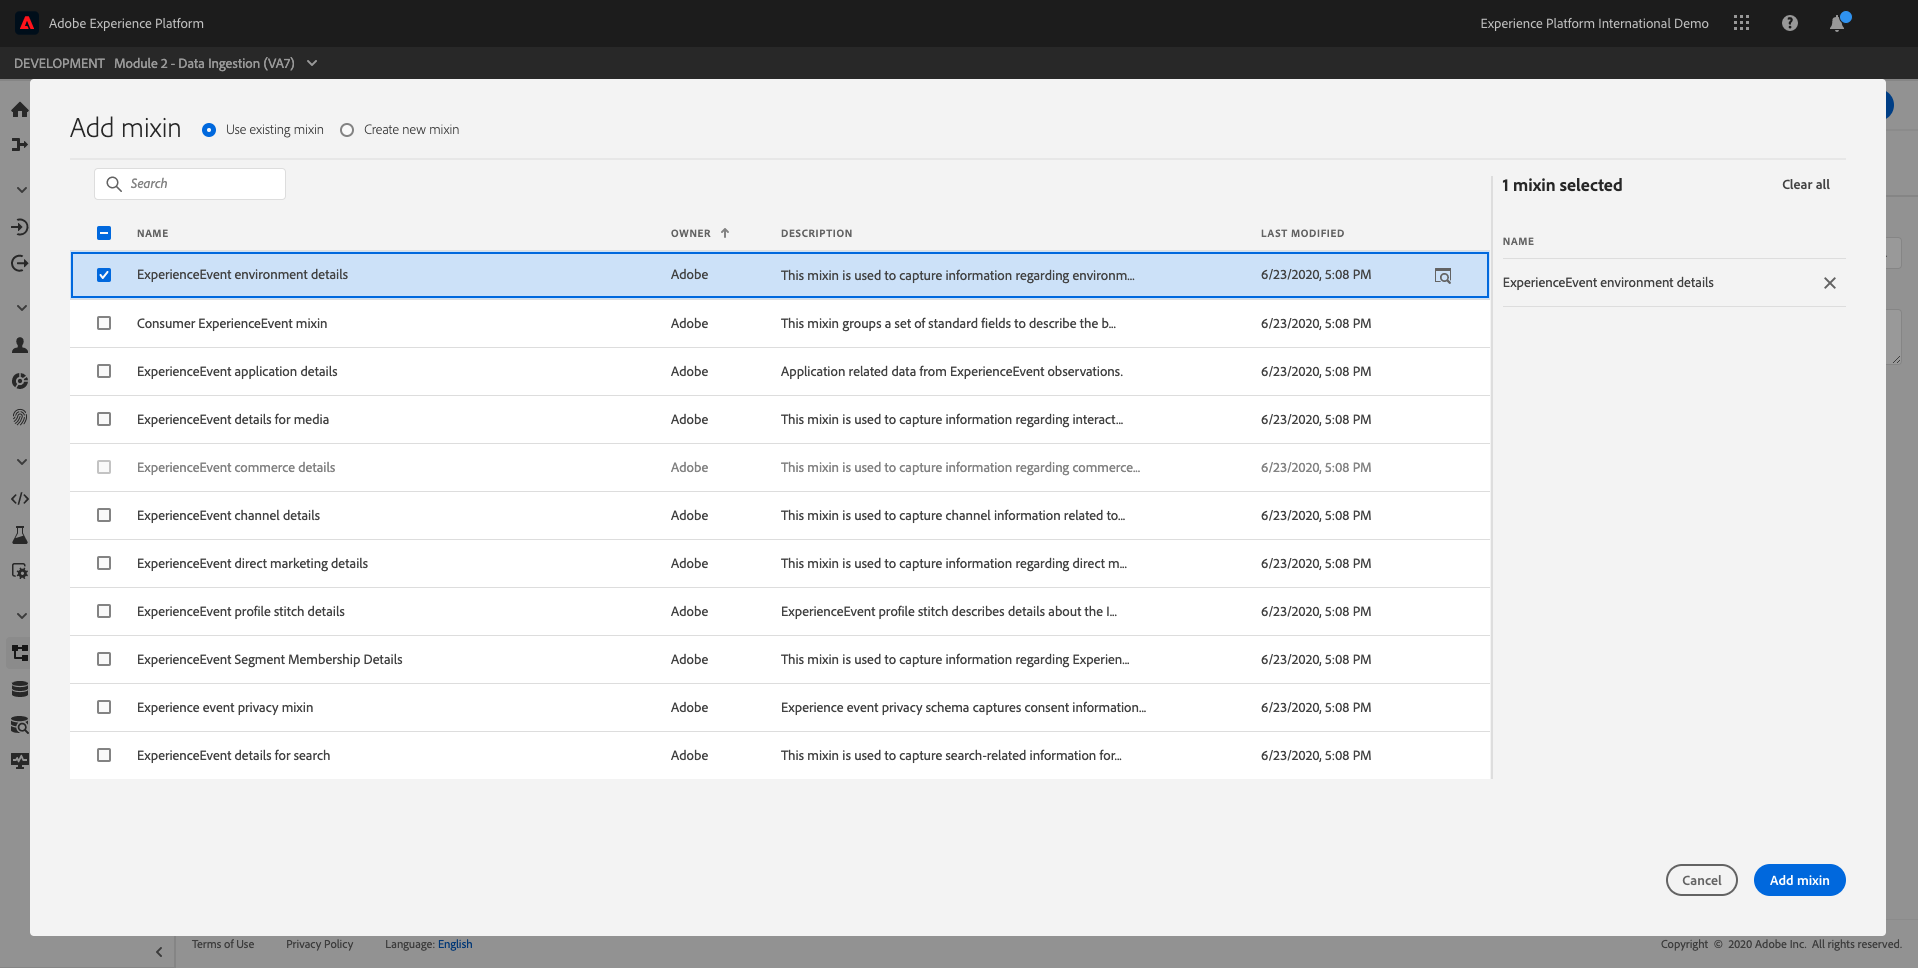 Adobe Experience Platform
Experience Platform International Demo
DEVELOPMENT Module 2 - Data Ingestion (VA7)
Add mixin Use existing mixin Create new mixin
Search
1 mixin selected Clear all
NAME OWNER DESCRIPTION LAST MODIFIED
NAME
ExperienceEvent environment details Adobe This mixin is used to capture information regarding environm... 6/23/2020, 5:08 PM
ExperienceEvent environment details
Consumer ExperienceEvent mixin Adobe This mixin groups a set of standard fields to describe the b... 6/23/2020, 5:08 PM
ExperienceEvent application details Adobe Application related data from ExperienceEvent observations. 6/23/2020, 5:08 PM
ExperienceEvent details for media Adobe This mixin is used to capture information regarding interact... 6/23/2020, 5:08 PM
ExperienceEvent commerce details Adobe This mixin is used to capture information regarding commerce... 6/23/2020, 5:08 PM
ExperienceEvent channel details Adobe This mixin is used to capture channel information related to... 6/23/2020, 5:08 PM
ExperienceEvent direct marketing details Adobe This mixin is used to capture information regarding direct m... 6/23/2020, 5:08 PM
ExperienceEvent profile stitch details Adobe ExperienceEvent profile stitch describes details about the I... 6/23/2020, 5:08 PM
ExperienceEvent Segment Membership Details Adobe This mixin is used to capture information regarding Experien... 6/23/2020, 5:08 PM
Experience event privacy mixin Adobe Experience event privacy schema captures consent information... 6/23/2020, 5:08 PM
ExperienceEvent details for search Adobe This mixin is used to capture search-related information for... 6/23/2020, 5:08 PM
Cancel Add mixin
Terms of Use Privacy Policy Language: English Copyright © 2020 Adobe Inc. All rights reserved.